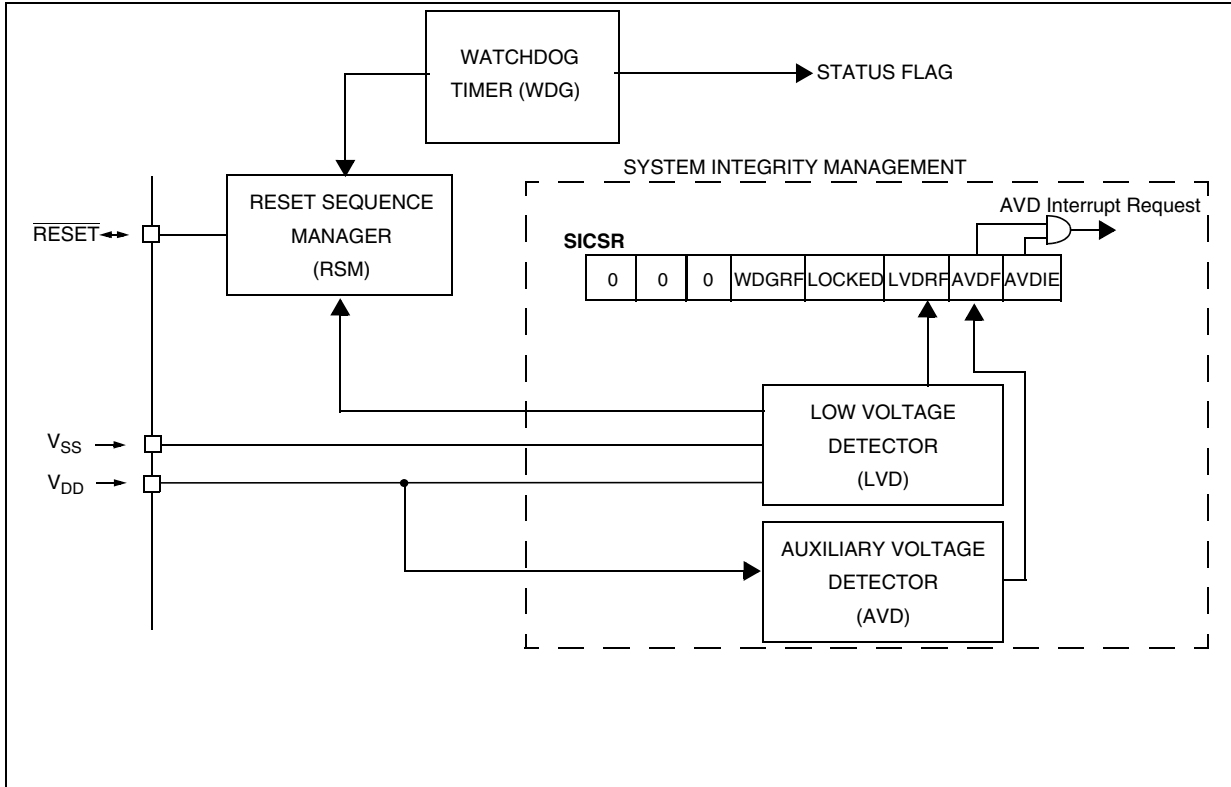 WATCHDOG
TIMER (WDG)
STATUS FLAG
SYSTEM INTEGRITY MANAGEMENT
RESET SEQUENCE
MANAGER
(RSM)
RESET
AVD Interrupt Request
SICSR
0 0 0 WDGRF LOCKED LVDRF AVDF AVDIE
LOW VOLTAGE
DETECTOR
(LVD)
VSS
VDD
AUXILIARY VOLTAGE
DETECTOR
(AVD)